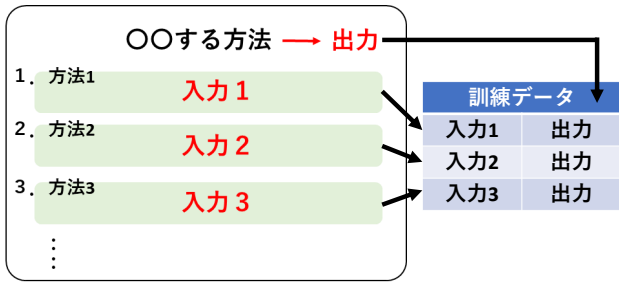 〇〇する方法 → 出力
1. 方法1
入力１
2. 方法2
入力２
3. 方法3
入力３
⋮
訓練データ
入力1 出力
入力2 出力
入力3 出力